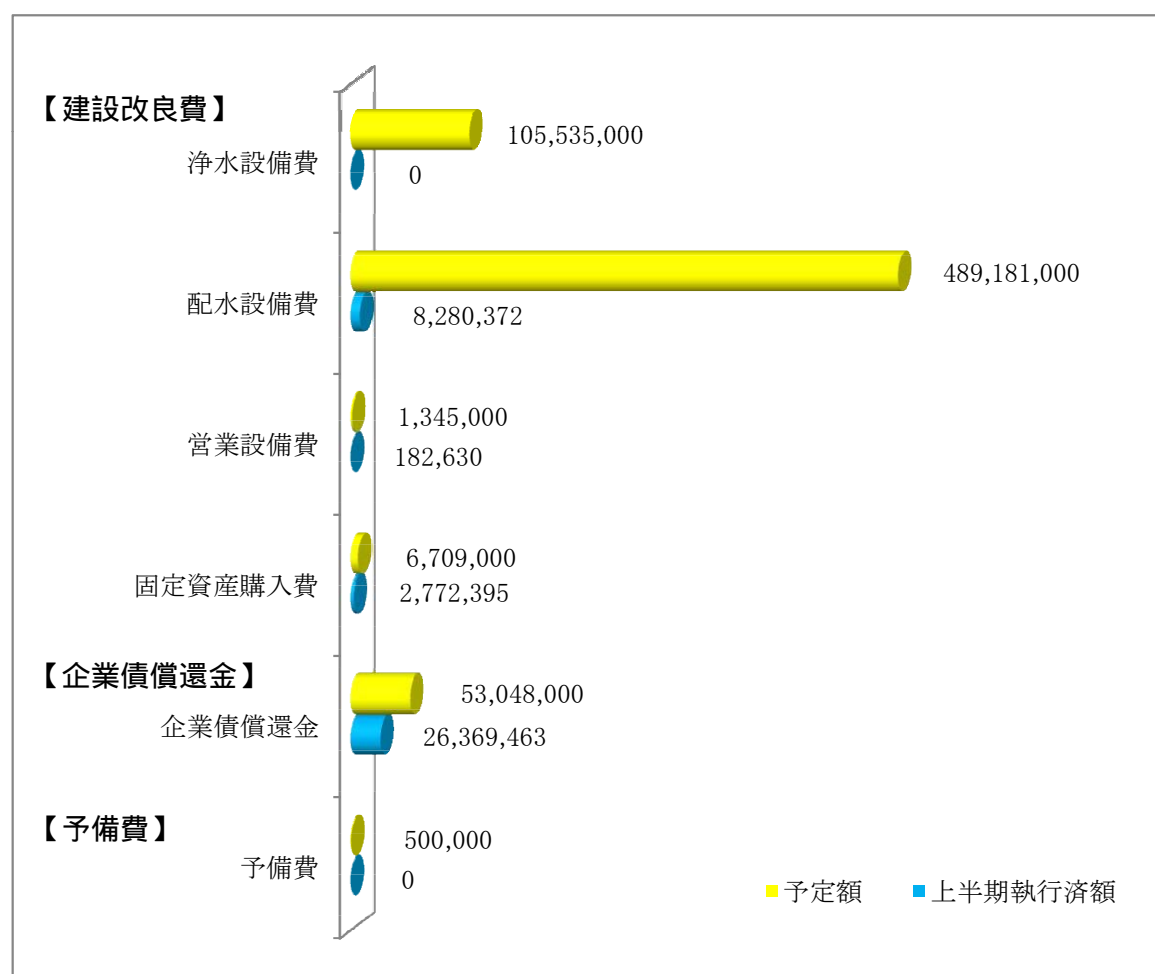 【建設改良費】
浄水設備費
105,535,000
0
配水設備費
489,181,000
8,280,372
営業設備費
1,345,000
182,630
固定資産購入費
6,709,000
2,772,395
【企業債償還金】
企業債償還金
53,048,000
26,369,463
【予備費】
予備費
500,000
0
予定額 上半期執行済額